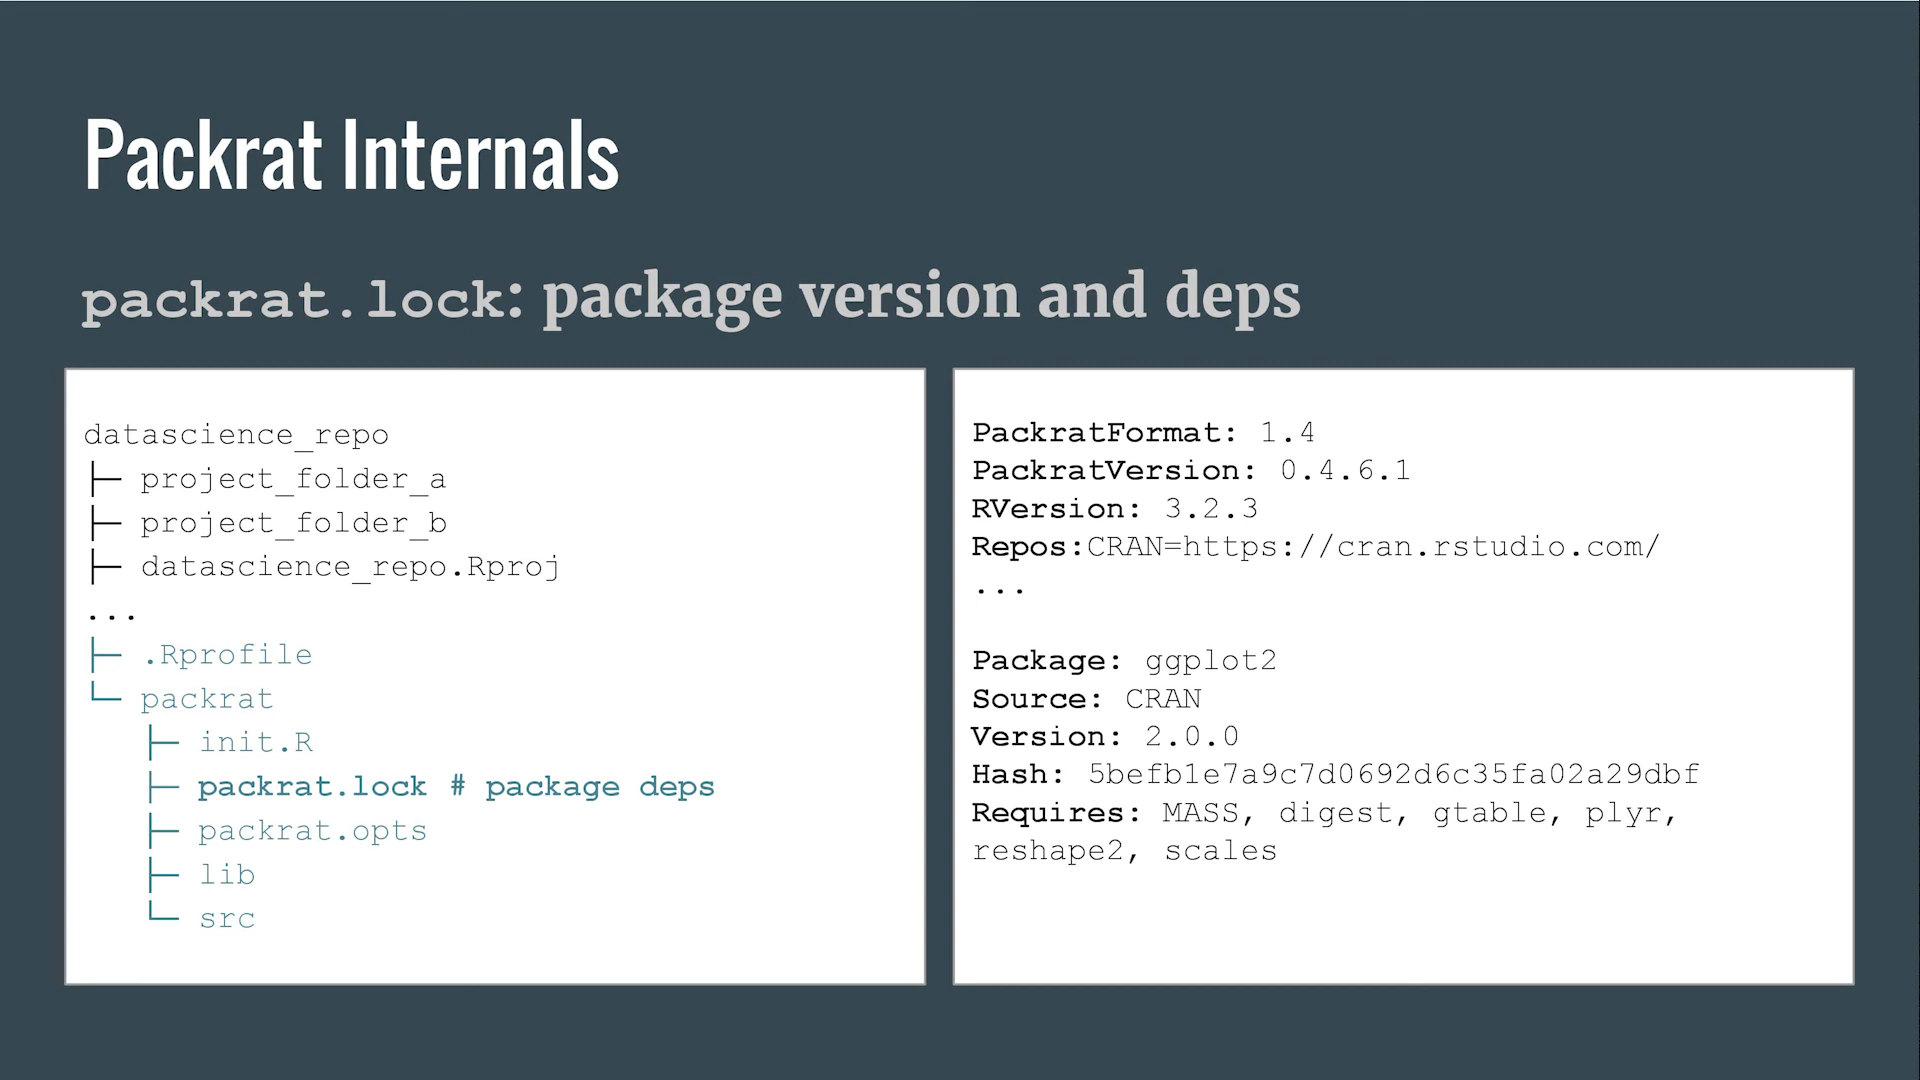 Packrat Internals
packrat.lock: package version and deps
datascience_repo
├─ project_folder_a
├─ project_folder_b
├─ datascience_repo.Rproj
...
├─ .Rprofile
└─ packrat
├─ init.R
├─ packrat.lock # package deps
├─ packrat.opts
├─ lib
└─ src
PackratFormat: 1.4
PackratVersion: 0.4.6.1
RVersion: 3.2.3
Repos:CRAN=https://cran.rstudio.com/
...
Package: ggplot2
Source: CRAN
Version: 2.0.0
Hash: 5befb1e7a9c7d0692d6c35fa02a29dbf
Requires: MASS, digest, gtable, plyr,
reshape2, scales